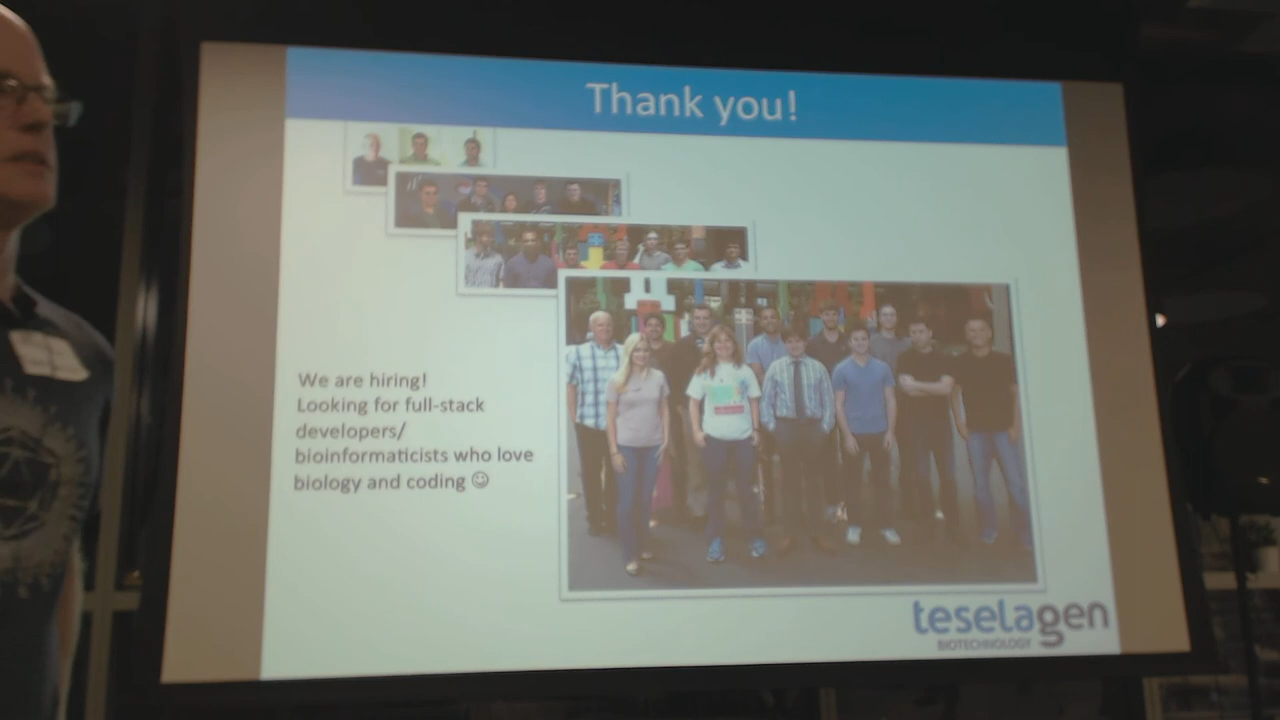 Thank you!
We are hiring!
Looking for full-stack
developers/
bioinformaticists who love
biology and coding ☺
teselagen
BIOTECHNOLOGY